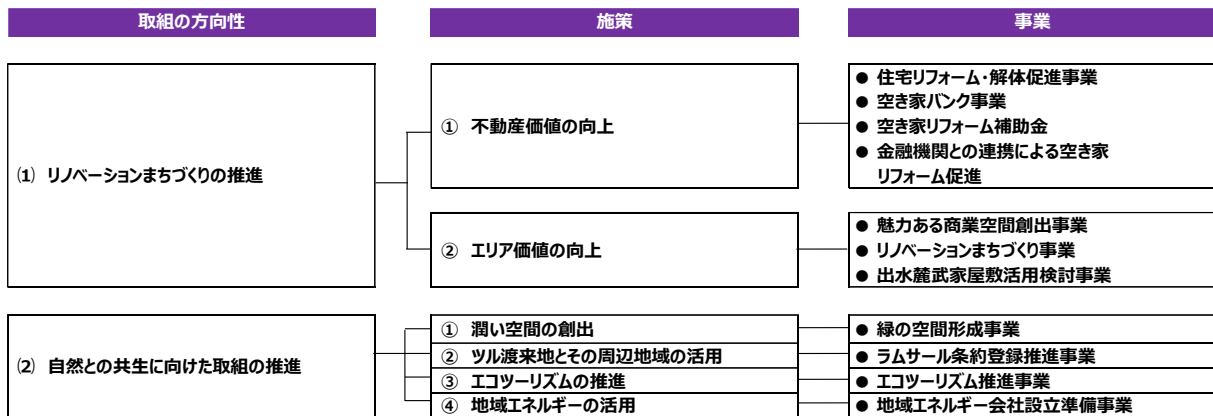 取組の方向性
施策
事業
⑴ リノベーションまちづくりの推進
① 不動産価値の向上
● 住宅リフォーム・解体促進事業
● 空き家バンク事業
● 空き家リフォーム補助金
● 金融機関との連携による空き家
リフォーム促進
② エリア価値の向上
● 魅力ある商業空間創出事業
● リノベーションまちづくり事業
● 出水麓武家屋敷活用検討事業
⑵ 自然との共生に向けた取組の推進
① 潤い空間の創出
● 緑の空間形成事業
② ツル渡来地とその周辺地域の活用
● ラムサール条約登録推進事業
③ エコツーリズムの推進
● エコツーリズム推進事業
④ 地域エネルギーの活用
● 地域エネルギー会社設立準備事業